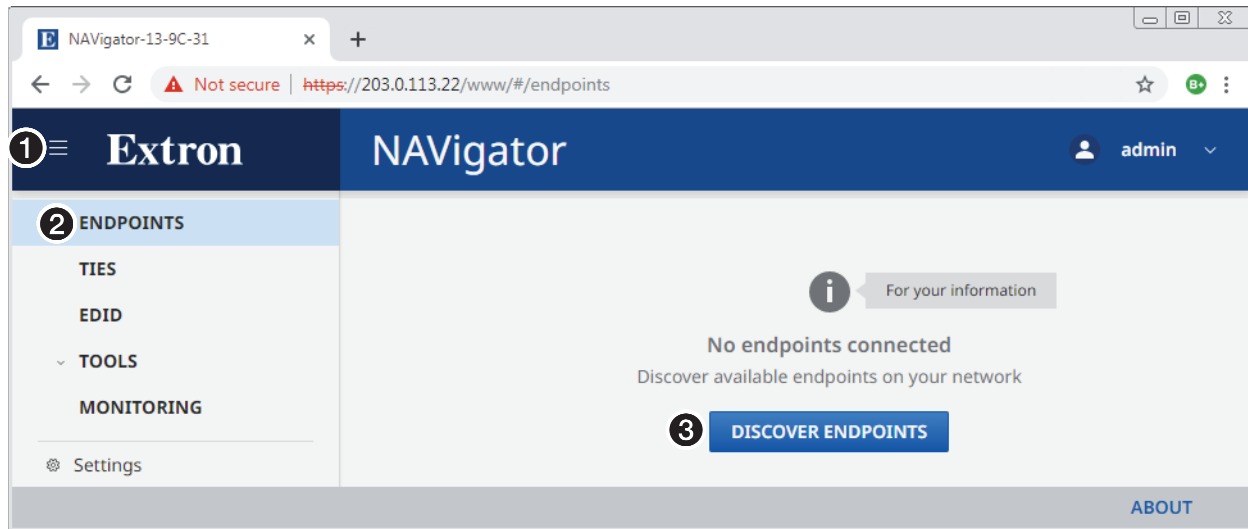 NAVigator-13-9C-31
Not secure | https://203.0.113.22/www/#/endpoints
B+
1 Extron
NAVigator
admin
2 ENDPOINTS
TIES
EDID
TOOLS
MONITORING
Settings
i For your information
No endpoints connected
Discover available endpoints on your network
3 DISCOVER ENDPOINTS
ABOUT